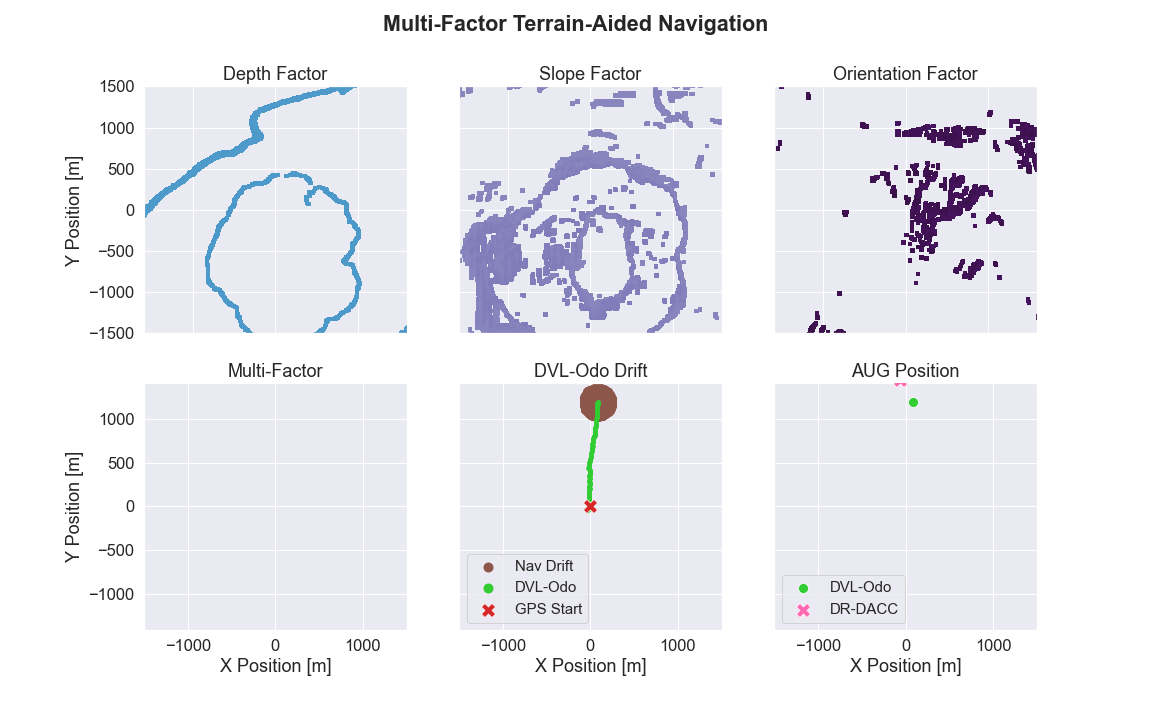 Multi-Factor Terrain-Aided Navigation
Depth Factor
Slope Factor
Orientation Factor
1500
1000
500
0
−500
−1000
−1500
Y Position [m]
Multi-Factor
DVL-Odo Drift
AUG Position
1000
500
0
−500
−1000
Y Position [m]
Nav Drift
DVL-Odo
GPS Start
DVL-Odo
DR-DACC
−1000 0 1000
−1000 0 1000
−1000 0 1000
X Position [m]
X Position [m]
X Position [m]